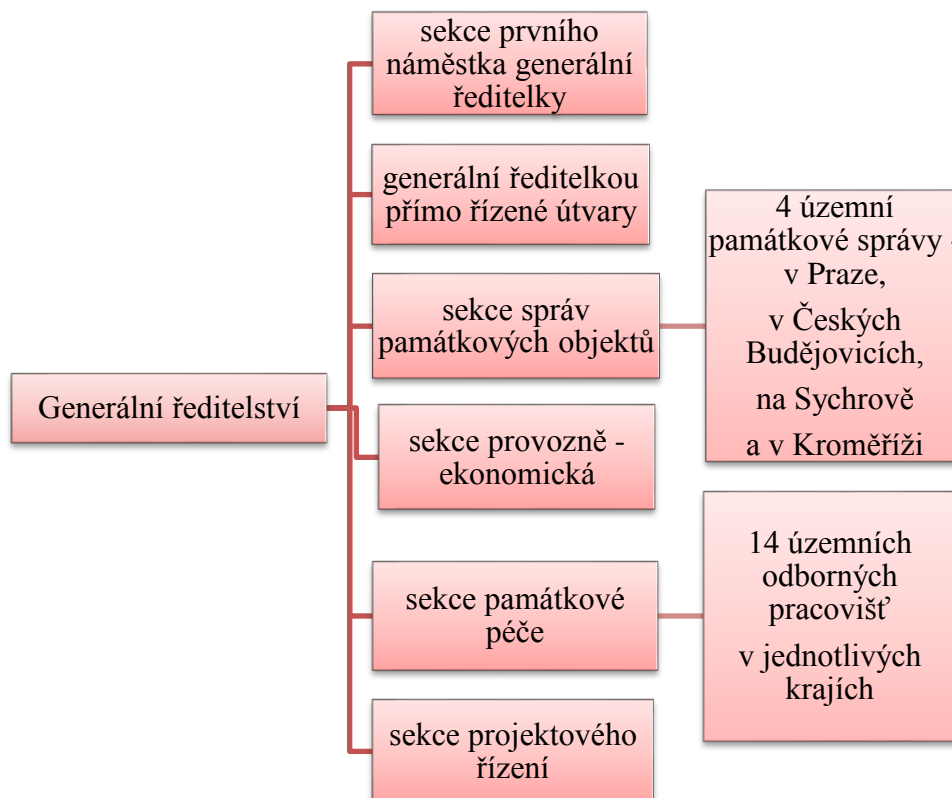 sekce prvního
náměstka generální
ředitelky
generální ředitelkou
přímo řízené útvary
4 územní
památkové správy -
v Praze,
v Českých
Budějovicích,
na Sychrově
a v Kroměříži
sekce správ
památkových objektů
Generální ředitelství
sekce provozně -
ekonomická
14 územních
odborných
pracovišť
v jednotlivých
krajích
sekce památkové
péče
sekce projektového
řízení